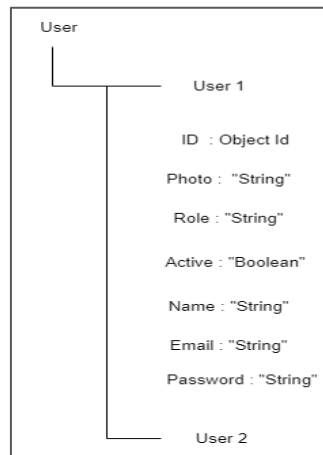 User
User 1
ID : Object Id
Photo : "String"
Role : "String"
Active : "Boolean"
Name : "String"
Email : "String"
Password : "String"
User 2